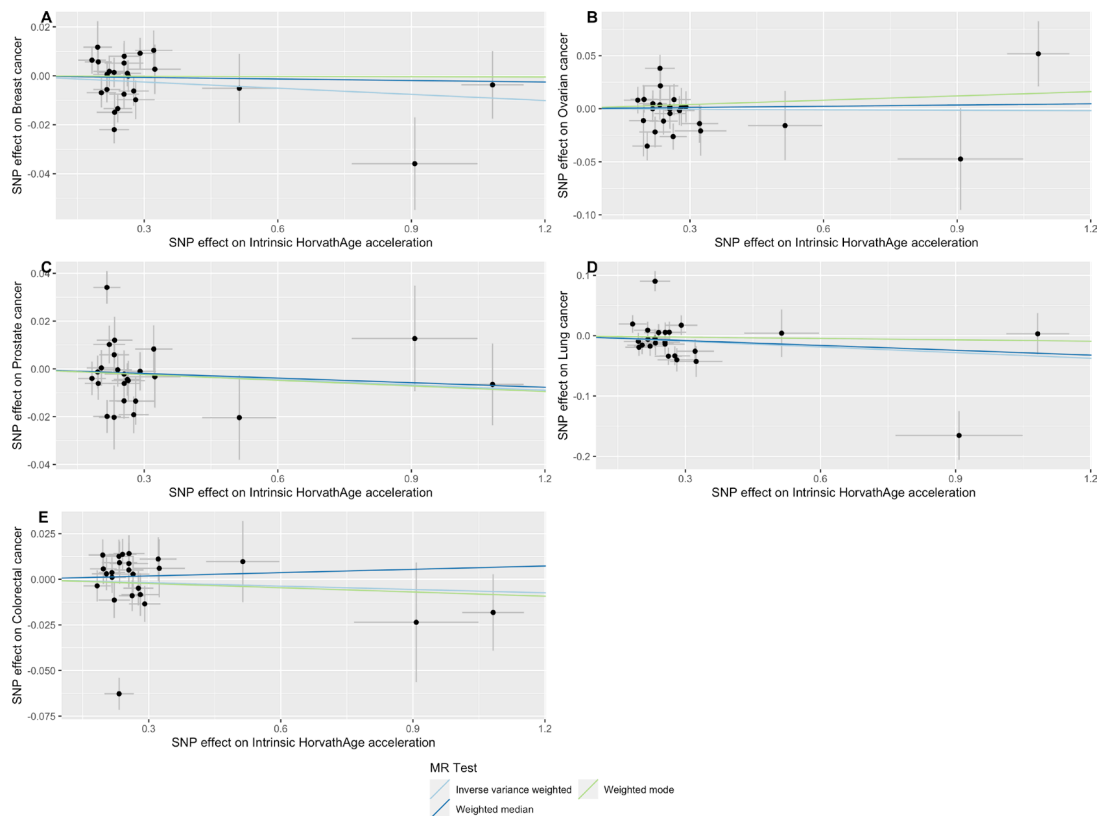 A
SNP effect on Breast cancer
0.02
0.00
-0.02
-0.04
0.3
0.6
0.9
1.2
SNP effect on Intrinsic HorvathAge acceleration
B
SNP effect on Ovarian cancer
0.05
0.00
-0.05
-0.10
0.3
0.6
0.9
1.2
SNP effect on Intrinsic HorvathAge acceleration
C
SNP effect on Prostate cancer
0.04
0.02
0.00
-0.02
-0.04
0.3
0.6
0.9
1.2
SNP effect on Intrinsic HorvathAge acceleration
D
SNP effect on Lung cancer
0.1
0.0
-0.1
-0.2
0.3
0.6
0.9
1.2
SNP effect on Intrinsic HorvathAge acceleration
E
SNP effect on Colorectal cancer
0.025
0.000
-0.025
-0.050
-0.075
0.3
0.6
0.9
1.2
SNP effect on Intrinsic HorvathAge acceleration
MR Test
Inverse variance weighted
Weighted mode
Weighted median